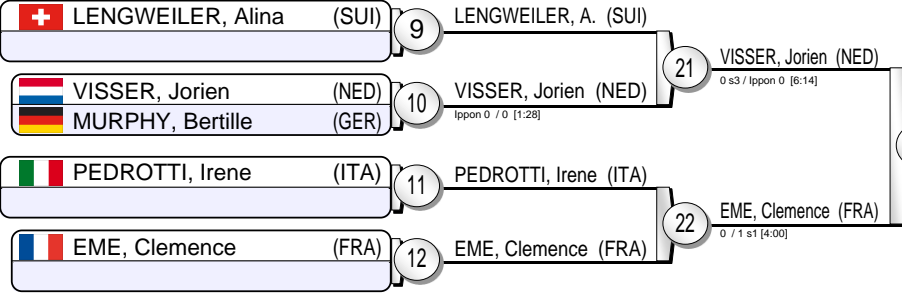 LENGWEILER, Alina (SUI)
9
LENGWEILER, A. (SUI)
21
VISSER, Jorien (NED)
0 s3 / Ippon 0 [6:14]
VISSER, Jorien (NED)
MURPHY, Bertille (GER)
10
VISSER, Jorien (NED)
Ippon 0 / 0 [1:28]
PEDROTTI, Irene (ITA)
11
PEDROTTI, Irene (ITA)
22
EME, Clemence (FRA)
0 / 1 s1 [4:00]
EME, Clemence (FRA)
12
EME, Clemence (FRA)